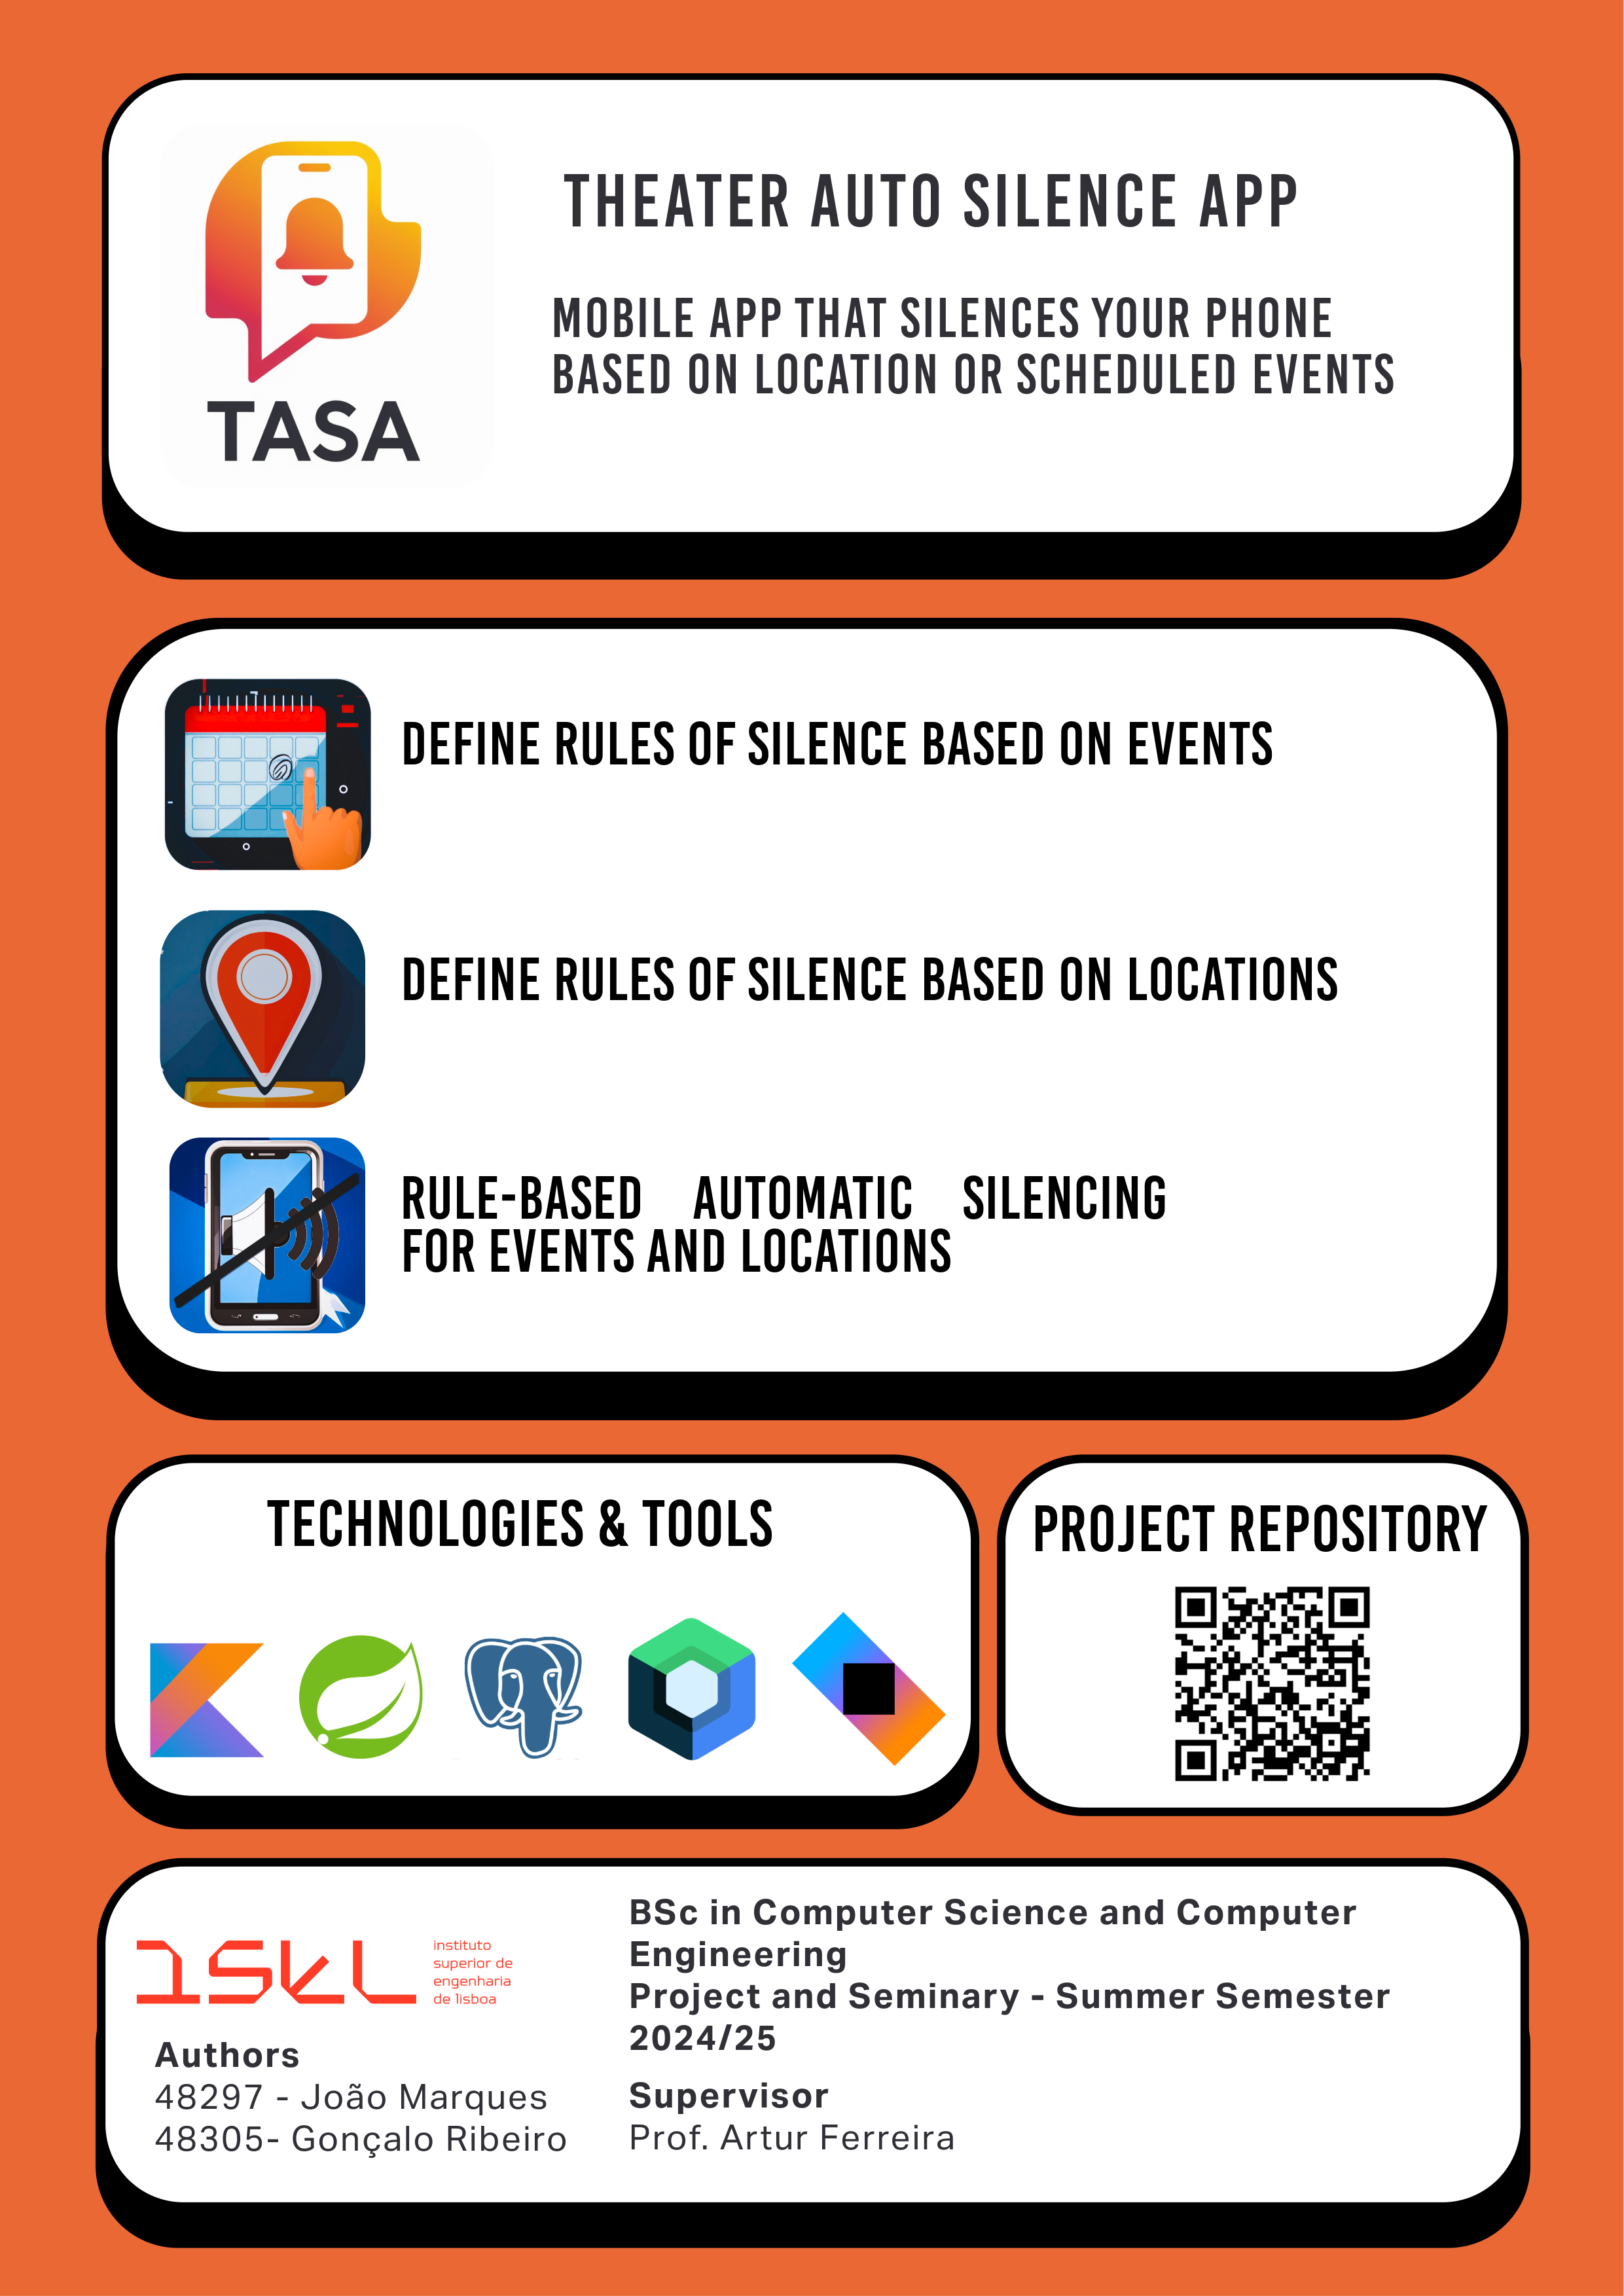 TASA
THEATER AUTO SILENCE APP
MOBILE APP THAT SILENCES YOUR PHONE
BASED ON LOCATION OR SCHEDULED EVENTS
DEFINE RULES OF SILENCE BASED ON EVENTS
DEFINE RULES OF SILENCE BASED ON LOCATIONS
RULE-BASED AUTOMATIC SILENCING
FOR EVENTS AND LOCATIONS
TECHNOLOGIES & TOOLS
PROJECT REPOSITORY
ISEL
instituto
superior de
engenharia
de lisboa
Authors
48297 - João Marques
48305- Gonçalo Ribeiro
BSc in Computer Science and Computer
Engineering
Project and Seminary - Summer Semester
2024/25
Supervisor
Prof. Artur Ferreira